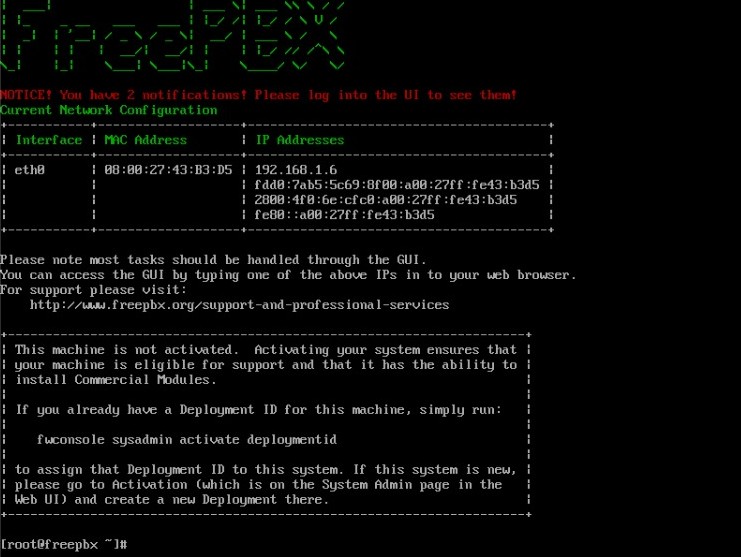 FreePBX
NOTICE! You have 2 notifications! Please log into the UI to see them!
Current Network Configuration
+-----------+-------------------+---------------------------------------+
| Interface | MAC Address       | IP Addresses                          |
+-----------+-------------------+---------------------------------------+
| eth0      | 08:00:27:43:B3:D5 | 192.168.1.6                           |
|           |                   | fdd0:7ab5:5c69:8f00:a00:27ff:fe43:b3d5 |
|           |                   | 2800:4f0:6e:cfc0:a00:27ff:fe43:b3d5   |
|           |                   | fe80::a00:27ff:fe43:b3d5              |
+-----------+-------------------+---------------------------------------+
Please note most tasks should be handled through the GUI.
You can access the GUI by typing one of the above IPs in to your web browser.
For support please visit:
    http://www.freepbx.org/support-and-professional-services
+---------------------------------------------------------------------+
| This machine is not activated.  Activating your system ensures that |
| your machine is eligible for support and that it has the ability to |
| install Commercial Modules.                                         |
|                                                                     |
| If you already have a Deployment ID for this machine, simply run:   |
|                                                                     |
|    fwconsole sysadmin activate deploymentid                         |
|                                                                     |
| to assign that Deployment ID to this system. If this system is new, |
| please go to Activation (which is on the System Admin page in the   |
| Web UI) and create a new Deployment there.                          |
+---------------------------------------------------------------------+
[root@freepbx ~]#